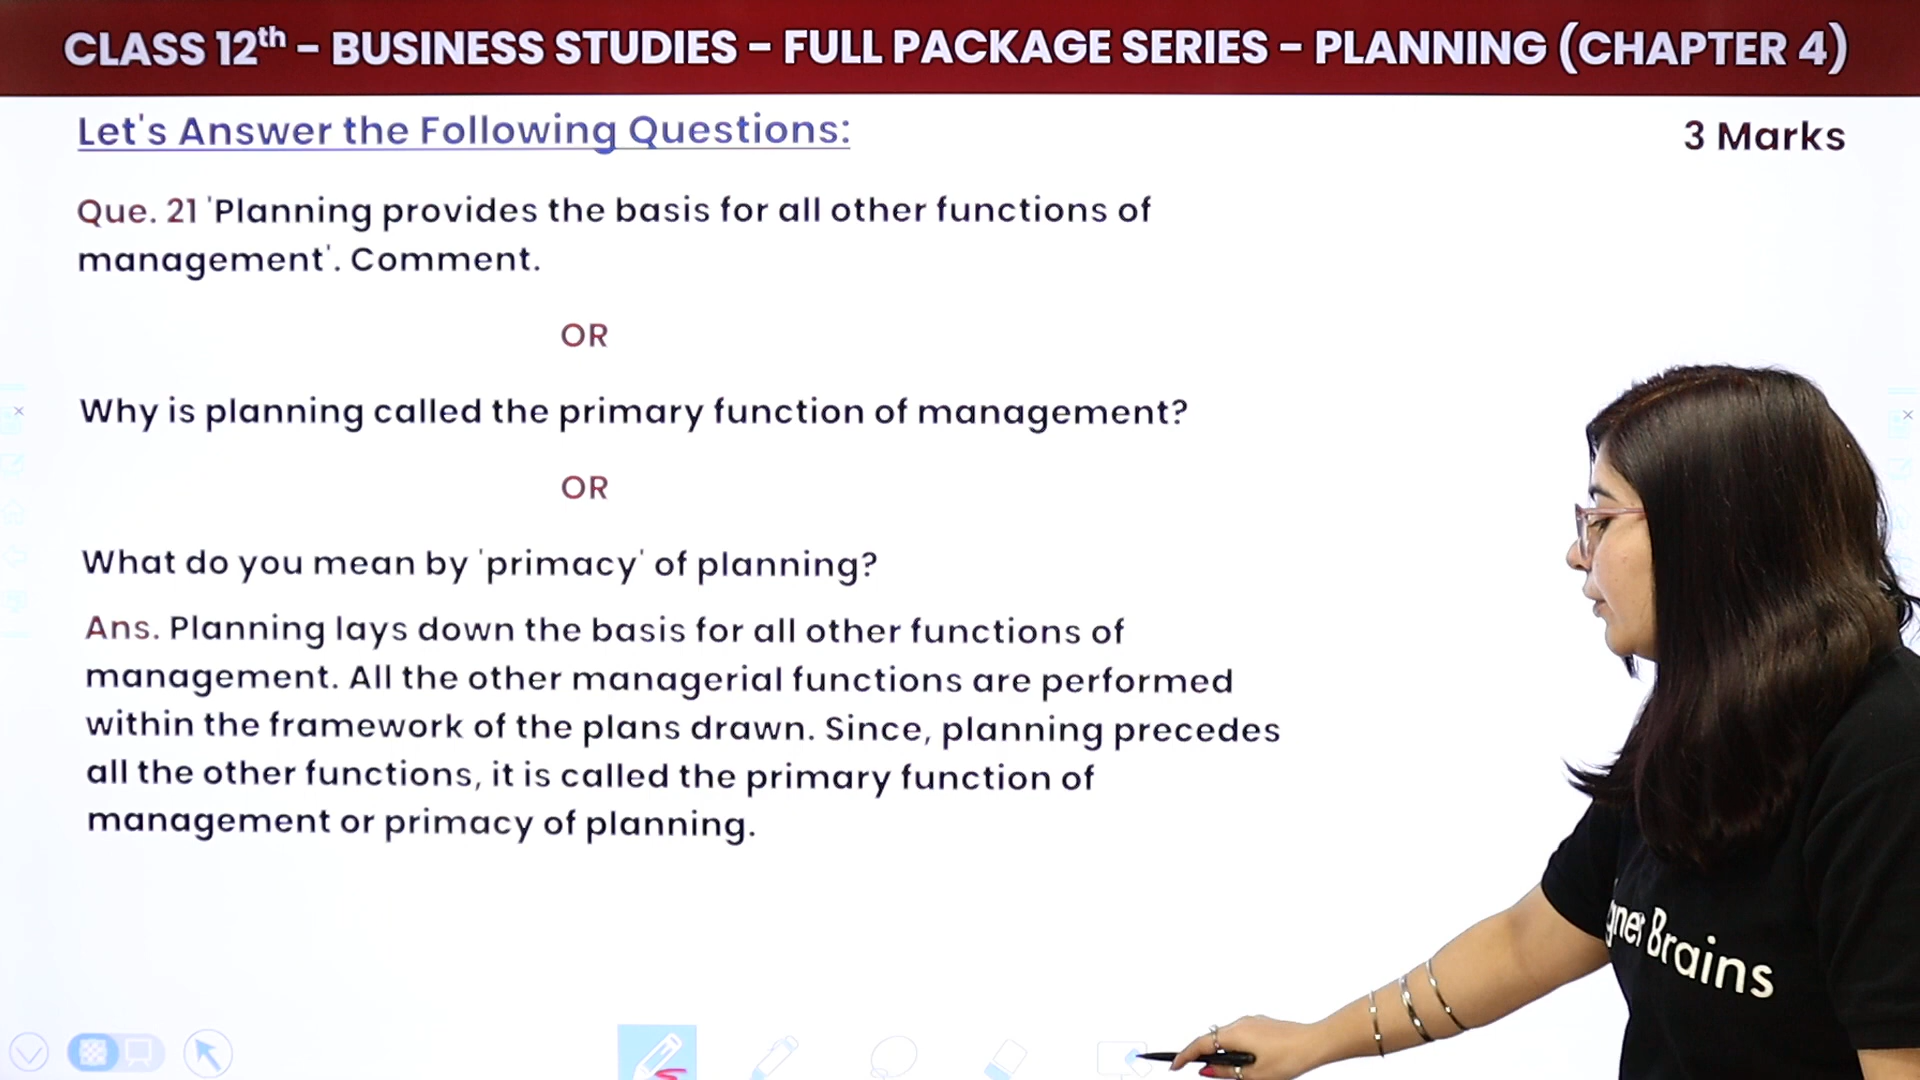 CLASS 12th – BUSINESS STUDIES – FULL PACKAGE SERIES – PLANNING (CHAPTER 4)
Let's Answer the Following Questions:
3 Marks
Que. 21 'Planning provides the basis for all other functions of
management'. Comment.
OR
Why is planning called the primary function of management?
OR
What do you mean by 'primacy' of planning?
Ans. Planning lays down the basis for all other functions of
management. All the other managerial functions are performed
within the framework of the plans drawn. Since, planning precedes
all the other functions, it is called the primary function of
management or primacy of planning.
Brains